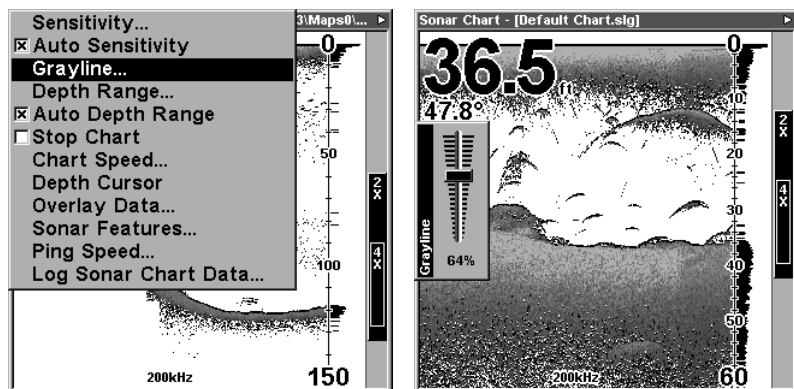 Sensitivity...
Auto Sensitivity
Grayline...
Depth Range...
Auto Depth Range
Stop Chart
Chart Speed...
Depth Cursor
Overlay Data...
Sonar Features...
Ping Speed...
Log Sonar Chart Data...
3\Maps0\...
0
50
100
150
2X
4X
200kHz
Sonar Chart - [Default Chart.slg]
36.5 ft
47.8°
Grayline
64%
0
10
20
30
40
50
60
2X
4X
200kHz